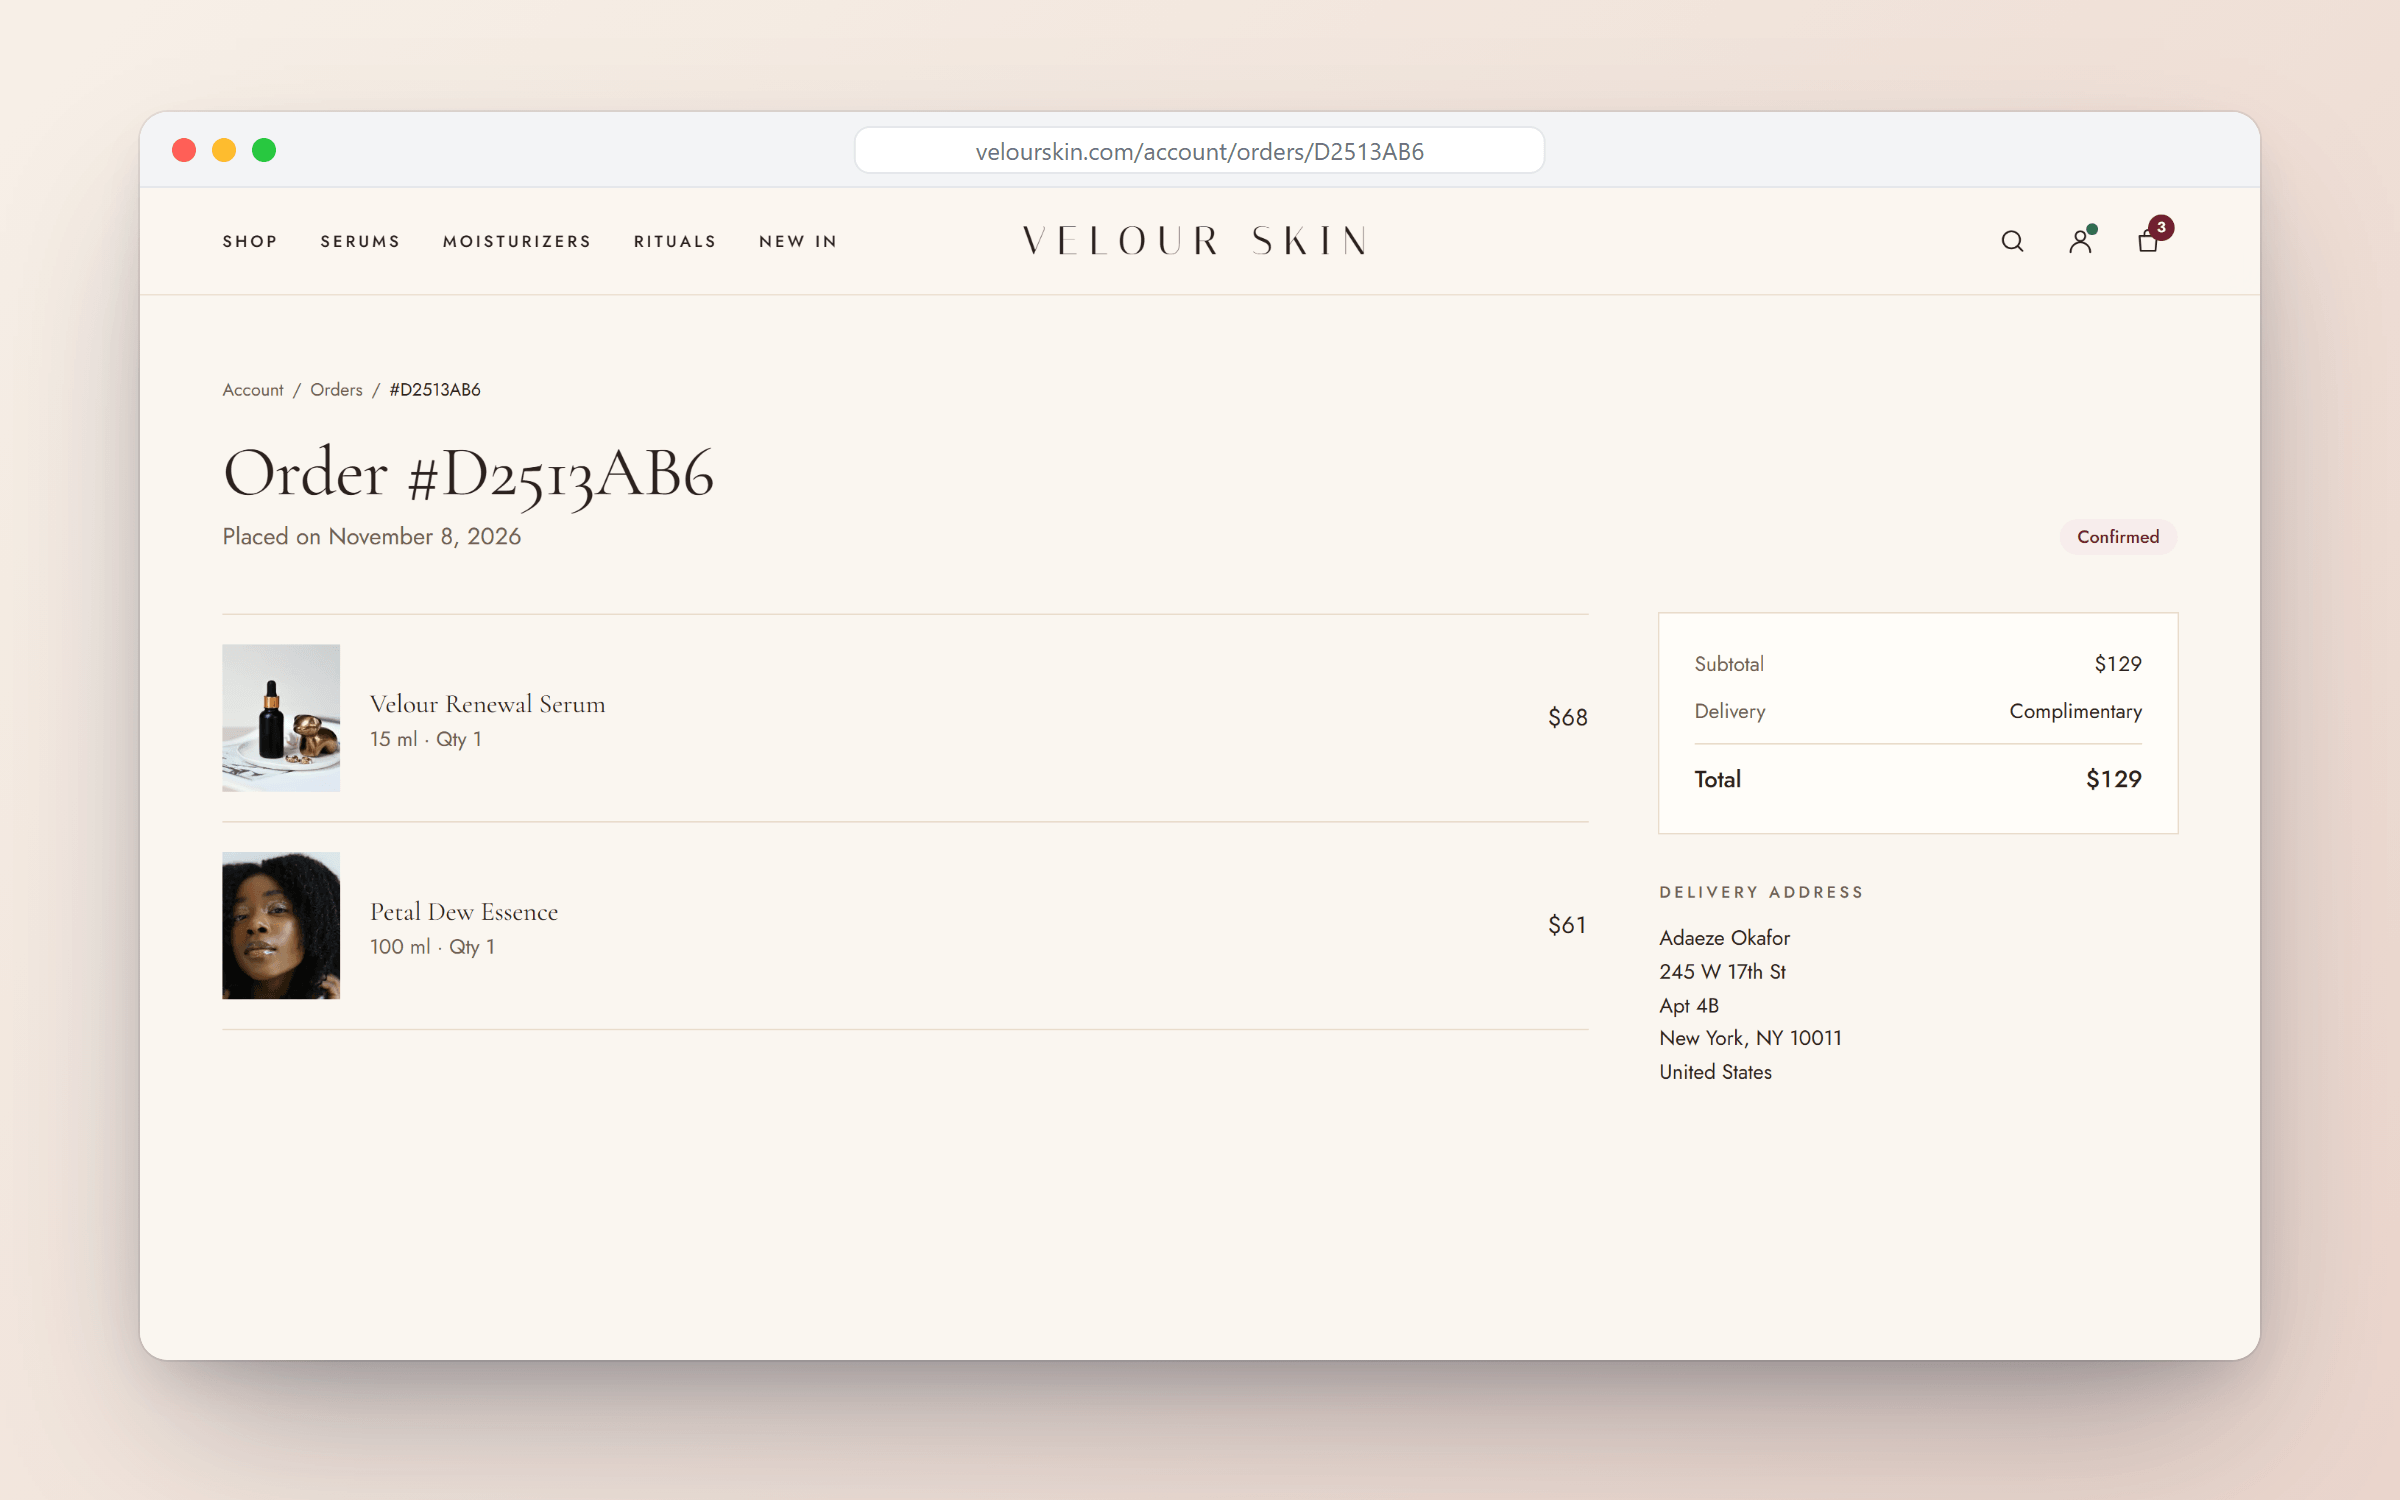 velourskin.com/account/orders/D2513AB6
SHOP SERUMS MOISTURIZERS RITUALS NEW IN
VELOUR SKIN
3
Account / Orders / #D2513AB6
Order #D2513AB6
Placed on November 8, 2026
Confirmed
Velour Renewal Serum
15 ml · Qty 1
$68
Petal Dew Essence
100 ml · Qty 1
$61
Subtotal $129
Delivery Complimentary
Total $129
DELIVERY ADDRESS
Adaeze Okafor
245 W 17th St
Apt 4B
New York, NY 10011
United States